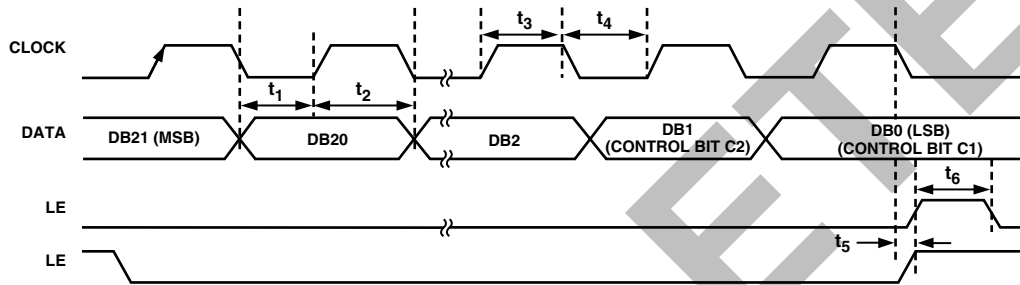 t3 t4
CLOCK
t1 t2
DATA DB21 (MSB) DB20 DB2 DB1 (CONTROL BIT C2) DB0 (LSB) (CONTROL BIT C1)
t6
LE
t5
LE
ETE